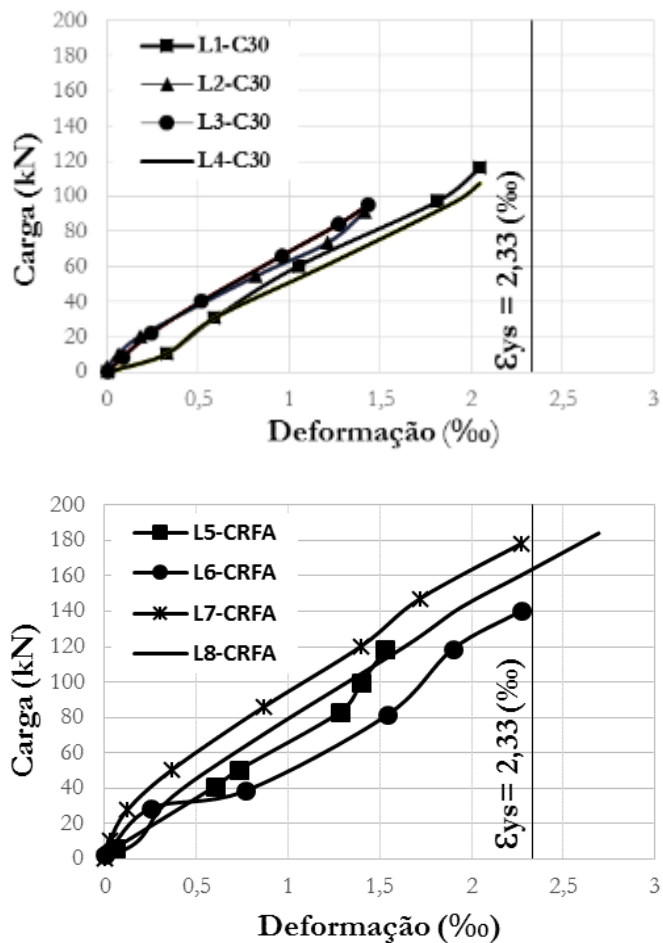 200
180
160
140
120
100
80
60
40
20
0
Carga (kN)
L1-C30
L2-C30
L3-C30
L4-C30
εys = 2,33 (‰)
0
0,5
1
1,5
2
2,5
3
Deformação (‰)
200
180
160
140
120
100
80
60
40
20
0
Carga (kN)
L5-CRFA
L6-CRFA
L7-CRFA
L8-CRFA
εys = 2,33 (‰)
0
0,5
1
1,5
2
2,5
3
Deformação (‰)